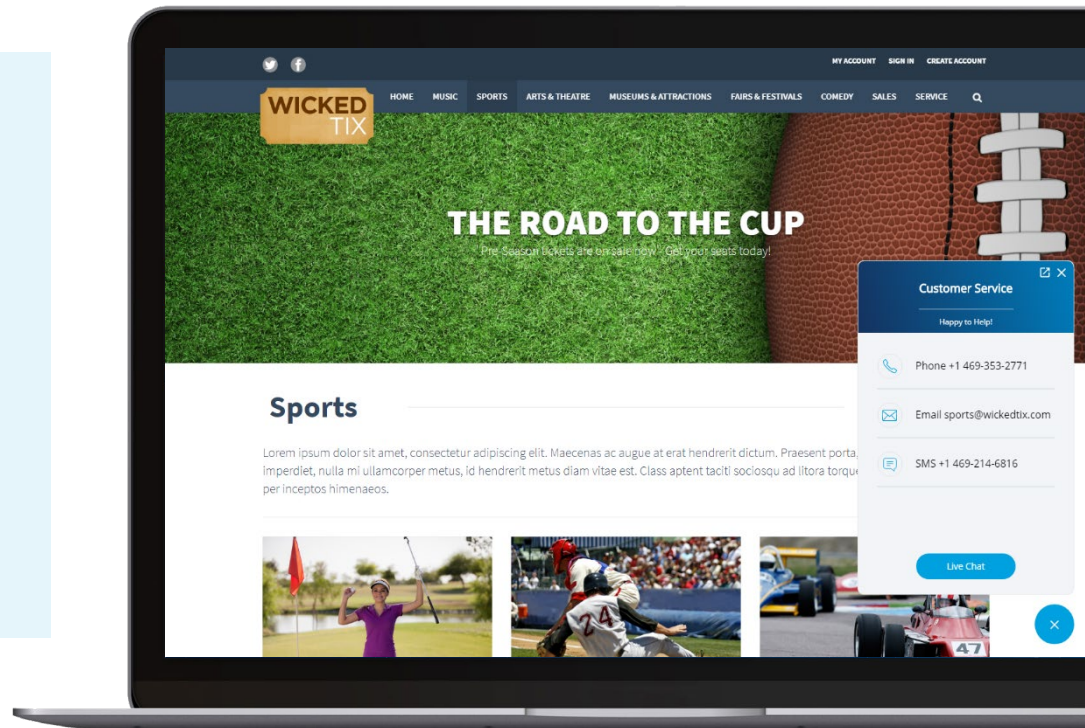 MY ACCOUNT SIGN IN CREATE ACCOUNT
WICKED
TIX
HOME MUSIC SPORTS ARTS & THEATRE MUSEUMS & ATTRACTIONS FAIRS & FESTIVALS COMEDY SALES SERVICE
THE ROAD TO THE CUP
Pre-Season tickets are on sale now - Get your seats today!
Customer Service
Happy to Help!
Phone +1 469-353-2771
Email sports@wickedtix.com
SMS +1 469-214-6816
Live Chat
Sports
Lorem ipsum dolor sit amet, consectetur adipiscing elit. Maecenas ac augue at erat hendrerit dictum. Praesent porta,
imperdiet, nulla mi ullamcorper metus, id hendrerit metus diam vitae est. Class aptent taciti sociosqu ad litora torque
per inceptos himenaeos.
24
47